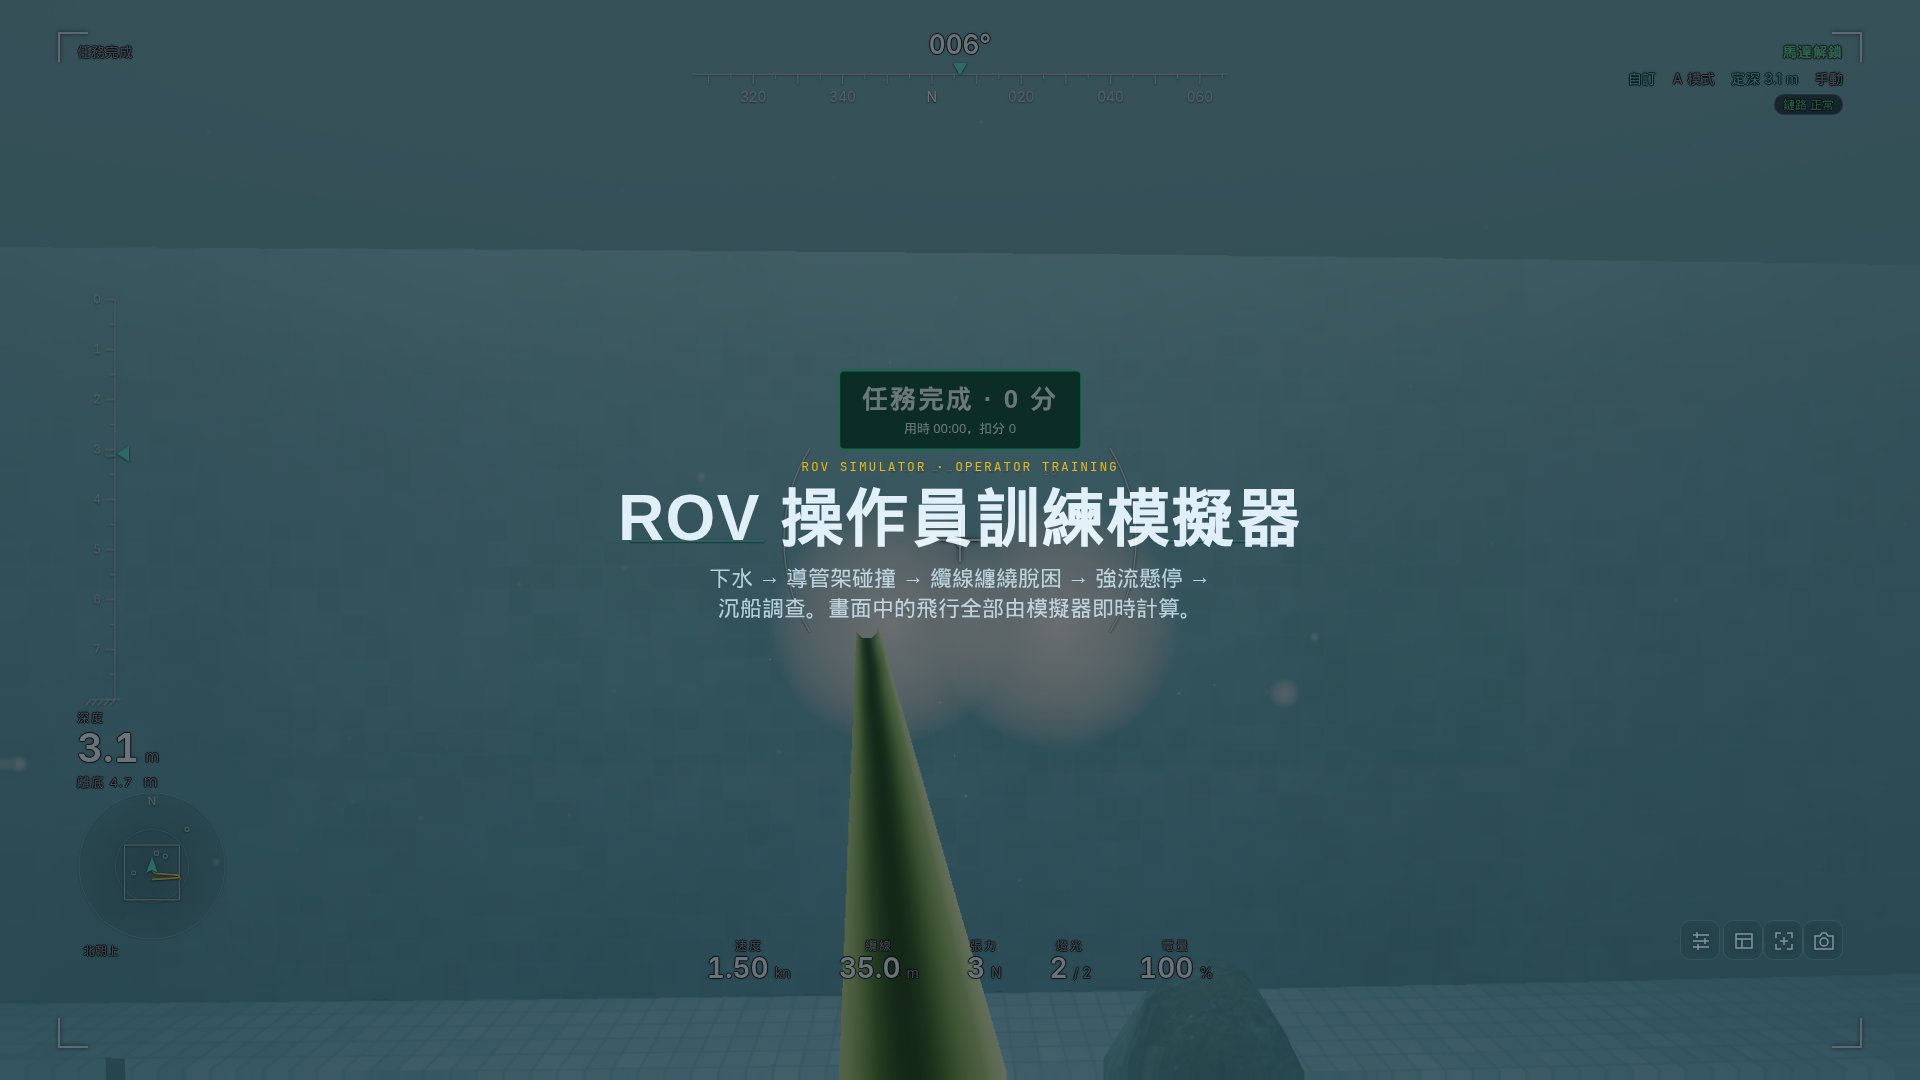 任務完成
006°
320 340 N 020 040 060
馬達解鎖
自訂 A 模式 定深 3.1 m 手動
鏈路 正常
0
1
2
3
4
5
6
7
任務完成 · 0 分
用時 00:00，扣分 0
ROV SIMULATOR · OPERATOR TRAINING
ROV 操作員訓練模擬器
下水 → 導管架碰撞 → 纜線纏繞脫困 → 強流懸停 →
沉船調查。畫面中的飛行全部由模擬器即時計算。
深度
3.1 m
離底 4.7 m
N
北朝上
速度 纜線 張力 燈光 電量
1.50 kn 35.0 m 3 N 2 / 2 100 %